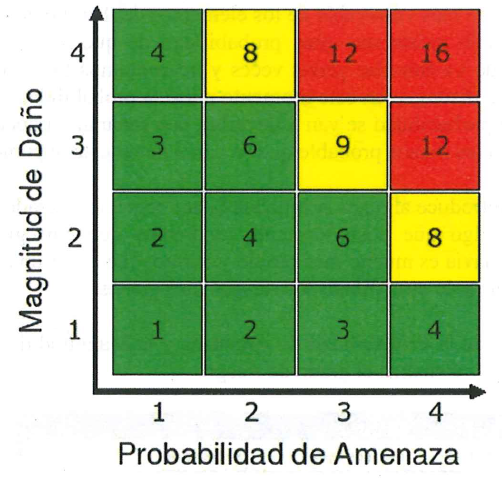 Magnitud de Daño
4 4 8 12 16
3 3 6 9 12
2 2 4 6 8
1 1 2 3 4
1 2 3 4
Probabilidad de Amenaza